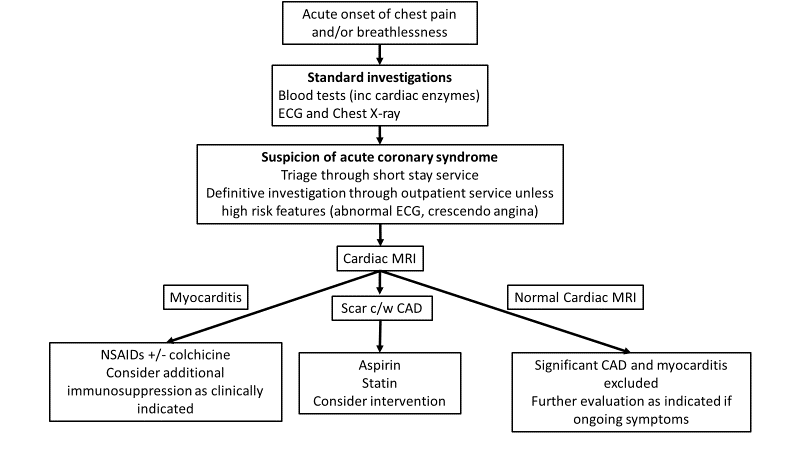 Acute onset of chest pain
and/or breathlessness
Standard investigations
Blood tests (inc cardiac enzymes)
ECG and Chest X-ray
Suspicion of acute coronary syndrome
Triage through short stay service
Definitive investigation through outpatient service unless
high risk features (abnormal ECG, crescendo angina)
Cardiac MRI
Myocarditis
Scar c/w CAD
Normal Cardiac MRI
NSAIDs +/- colchicine
Consider additional
immunosuppression as clinically
indicated
Aspirin
Statin
Consider intervention
Significant CAD and myocarditis
excluded
Further evaluation as indicated if
ongoing symptoms